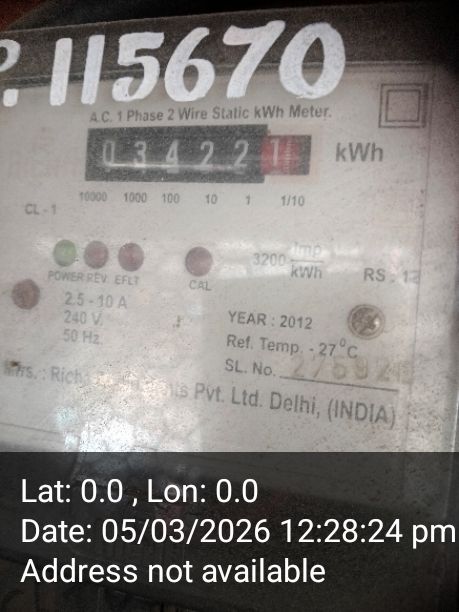 P. 115670
A.C. 1 Phase 2 Wire Static kWh Meter.
0 3 4 2 2 1 kWh
10000 1000 100 10 1 1/10
CL - 1
3200 Imp/kWh
POWER REV. EFLT
CAL
RS - 12
2.5 - 10 A
240 V.
50 Hz.
YEAR : 2012
Ref. Temp. - 27°C
SL. No.
Pvt. Ltd. Delhi, (INDIA)
Lat: 0.0 , Lon: 0.0
Date: 05/03/2026 12:28:24 pm
Address not available